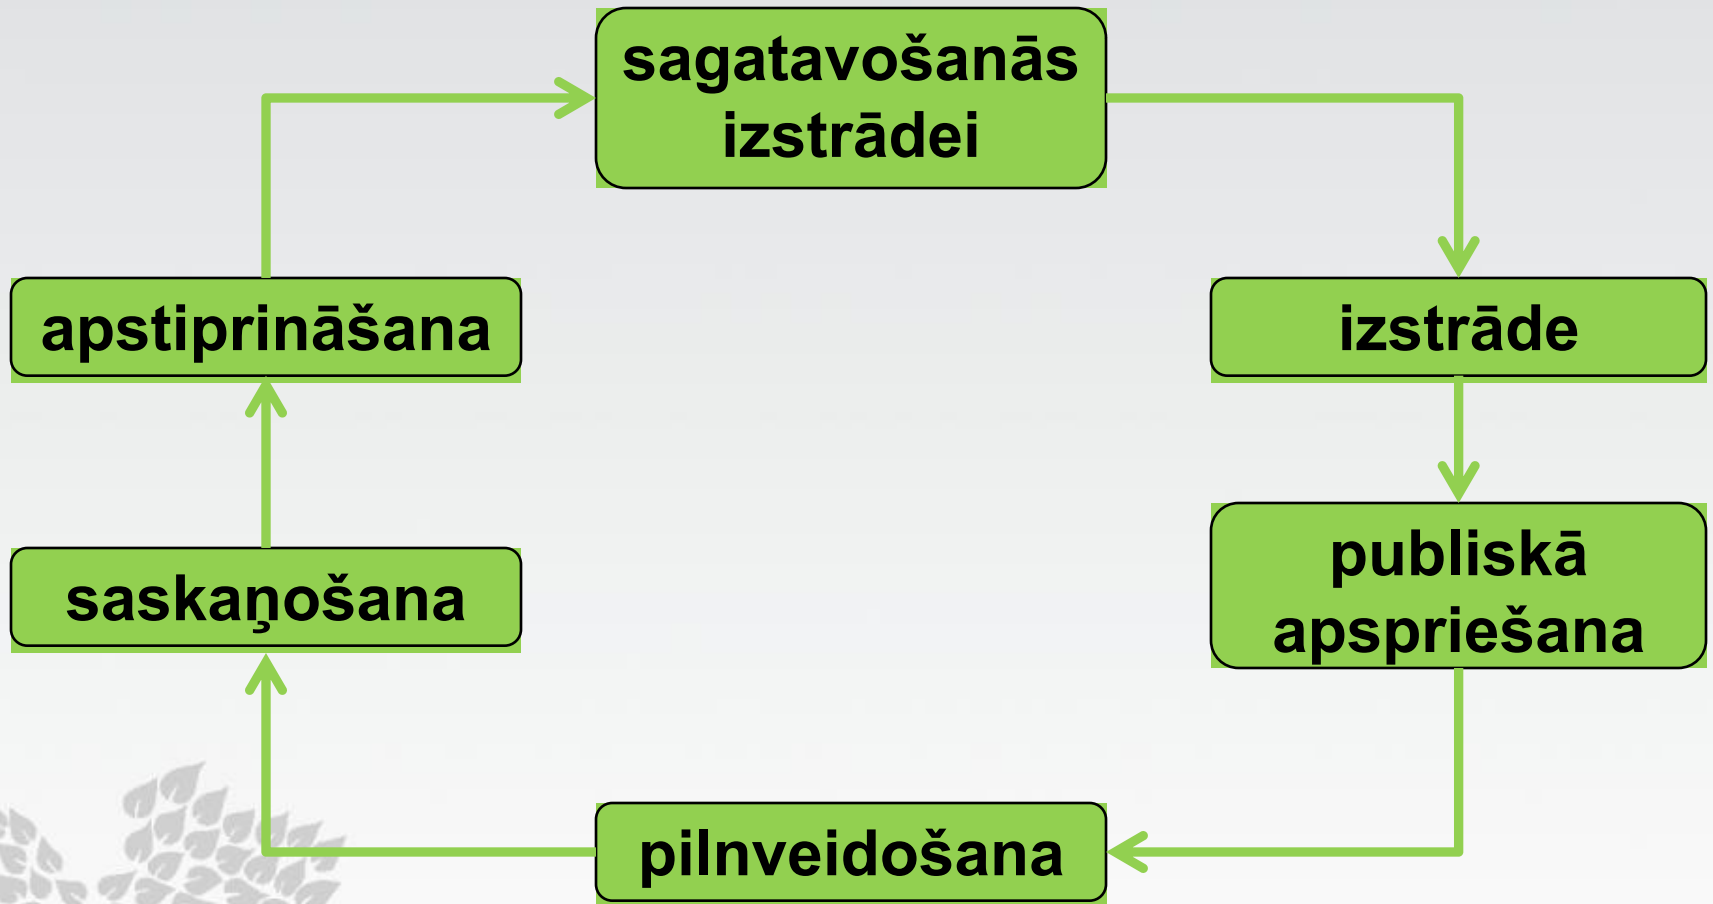 sagatavošanās
izstrādei
izstrāde
publiskā
apspriešana
pilnveidošana
saskaņošana
apstiprināšana